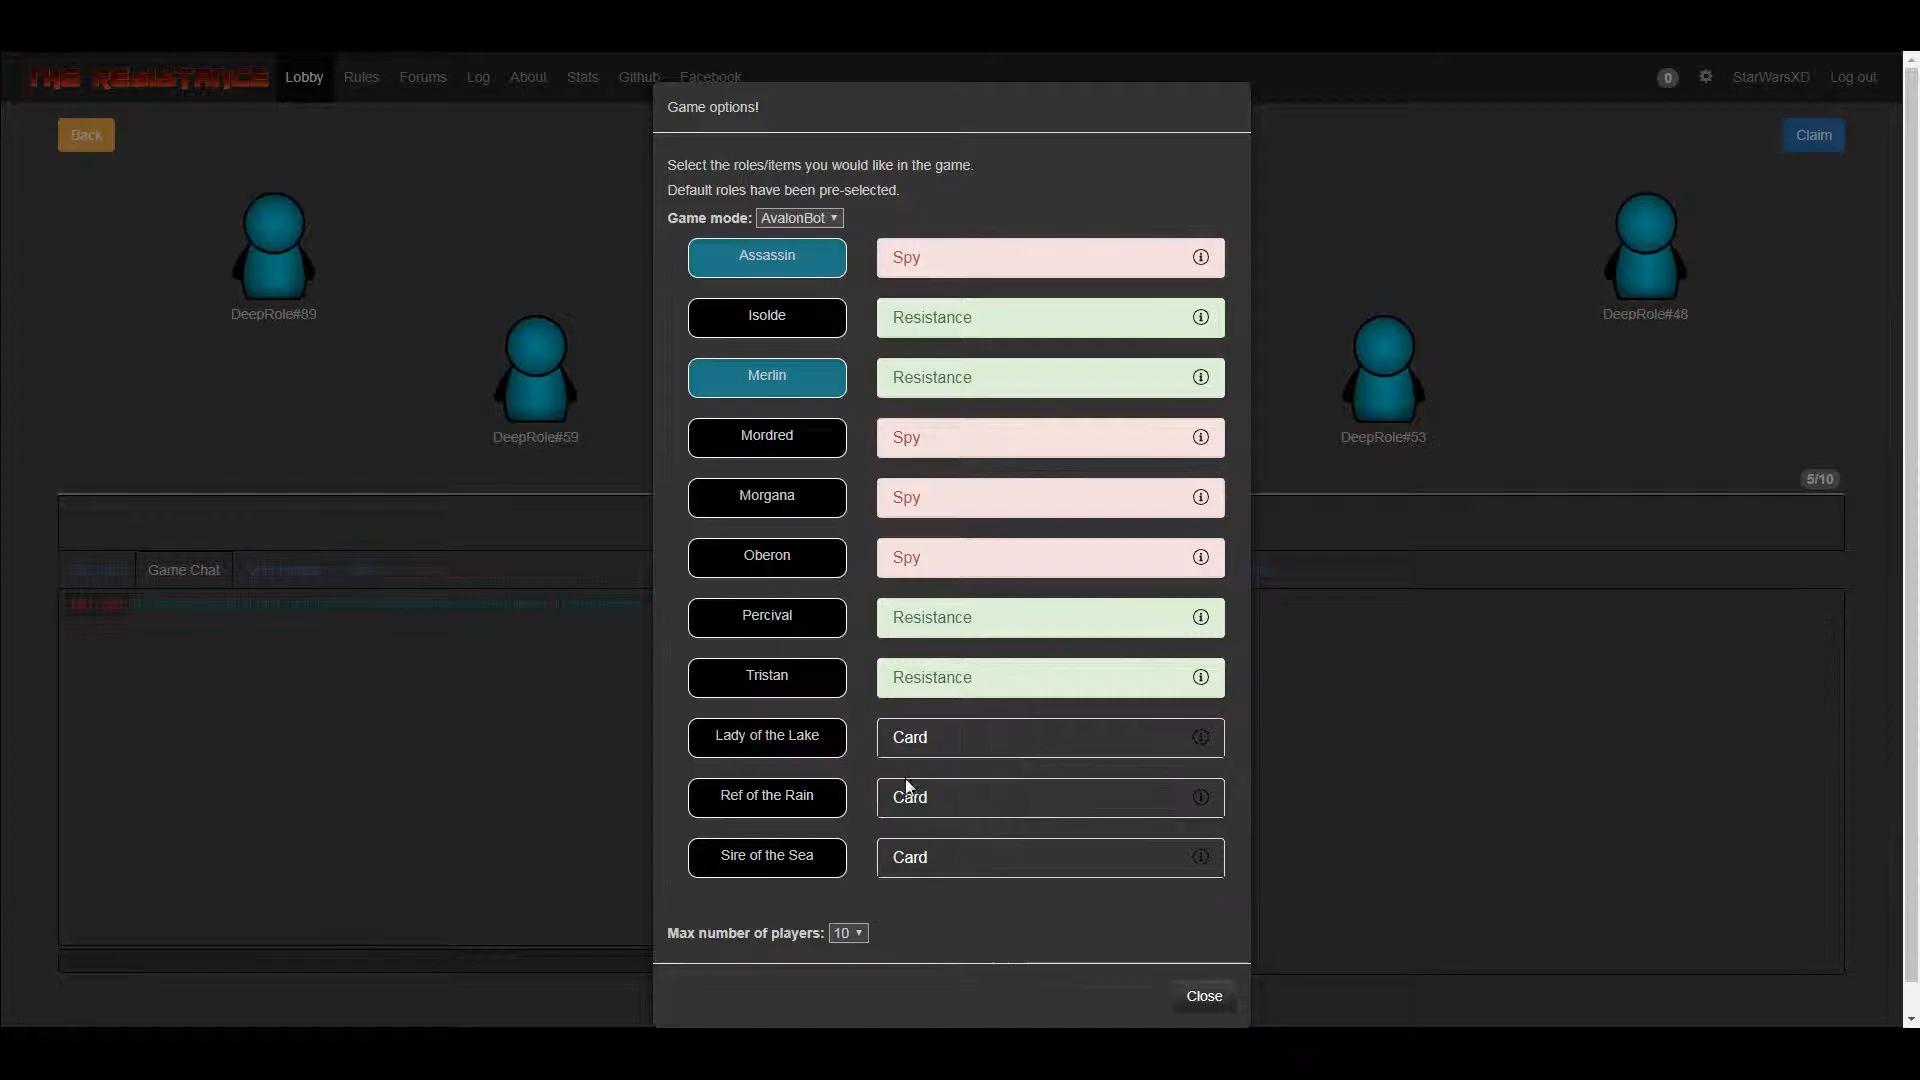 THE RESISTANCE Lobby Rules Forums Log About Stats Github Facebook 0 StarWarsXD Log out
Game options!
Back
Claim
Select the roles/items you would like in the game.
Default roles have been pre-selected.
Game mode: AvalonBot
Assassin Spy
Isolde Resistance
DeepRole#89
DeepRole#48
Merlin Resistance
Mordred Spy
DeepRole#59
DeepRole#53
5/10
Morgana Spy
Oberon Spy
Game Chat
Percival Resistance
Tristan Resistance
Lady of the Lake Card
Ref of the Rain Card
Sire of the Sea Card
Max number of players: 10
Close